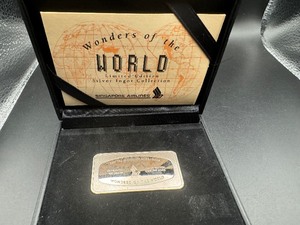 Wonders of the
WORLD
Limited Edition
Silver Ingot Collection
SINGAPORE AIRLINES